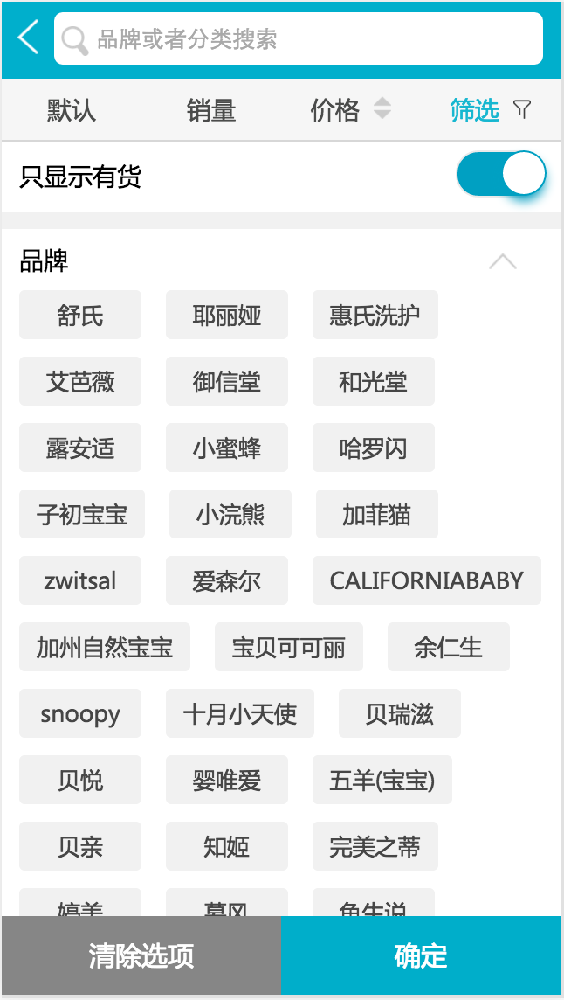 品牌或者分类搜索
默认 销量 价格 筛选
只显示有货
品牌
舒氏 耶丽娅 惠氏洗护
艾芭薇 御信堂 和光堂
露安适 小蜜蜂 哈罗闪
子初宝宝 小浣熊 加菲猫
zwitsal 爱森尔 CALIFORNIABABY
加州自然宝宝 宝贝可可丽 余仁生
snoopy 十月小天使 贝瑞滋
贝悦 婴唯爱 五羊(宝宝)
贝亲 知姬 完美之蒂
婷美
清除选项 确定